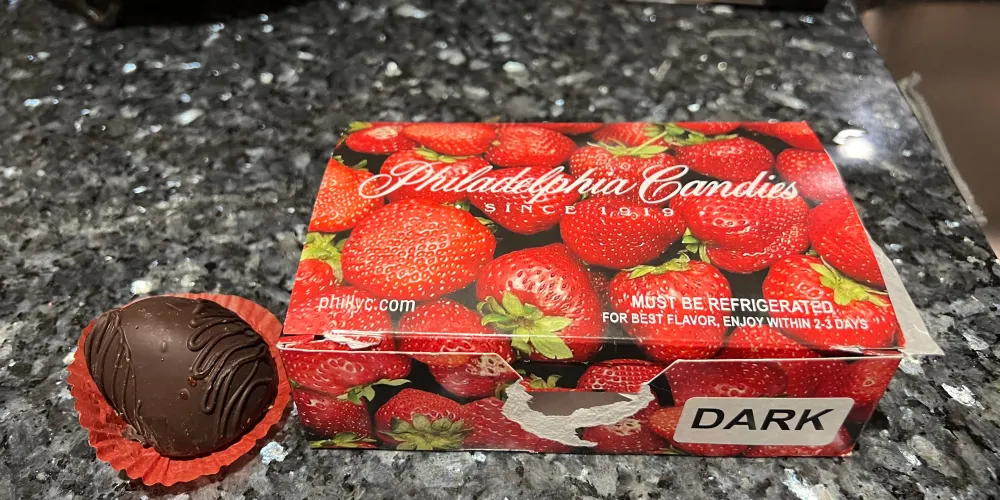 Philadelphia Candies
SINCE 1919
phillyc.com
MUST BE REFRIGERATED
FOR BEST FLAVOR, ENJOY WITHIN 2-3 DAYS
DARK